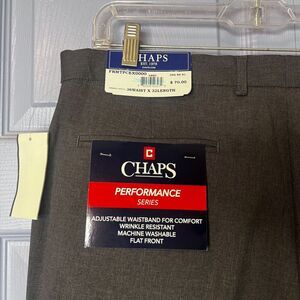 CHAPS
EST. 1978
FRMTPCEX0000
$ 70.00
36WAIST X 32LENGTH
C
CHAPS
PERFORMANCE
SERIES
ADJUSTABLE WAISTBAND FOR COMFORT
WRINKLE RESISTANT
MACHINE WASHABLE
FLAT FRONT